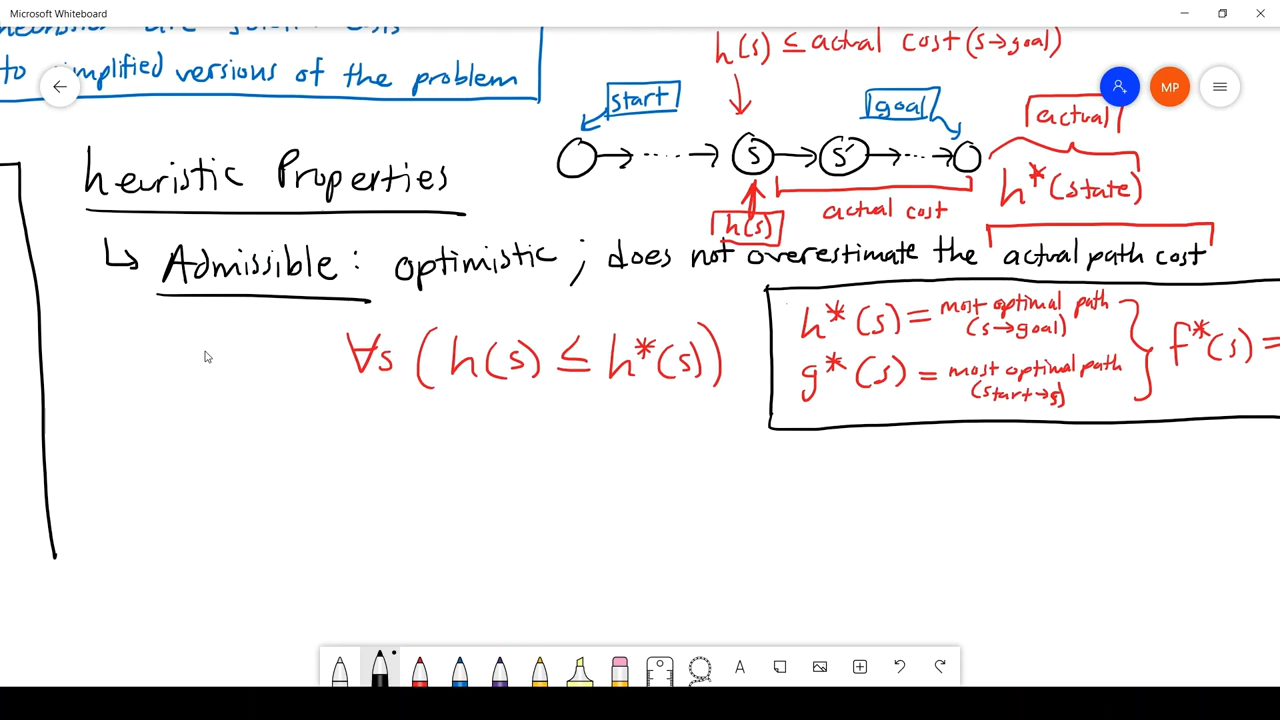 Microsoft Whiteboard
to simplified versions of the problem
h(s) ≤ actual cost (s→goal)
MP
start
goal
actual
s
s'
h*(state)
actual cost
h(s)
heuristic Properties
Admissible: optimistic ; does not overestimate the actual path cost
∀s (h(s) ≤ h*(s))
h*(s) = most optimal path
(s→goal)
g*(s) = most optimal path
(start→s)
f*(s) =
A